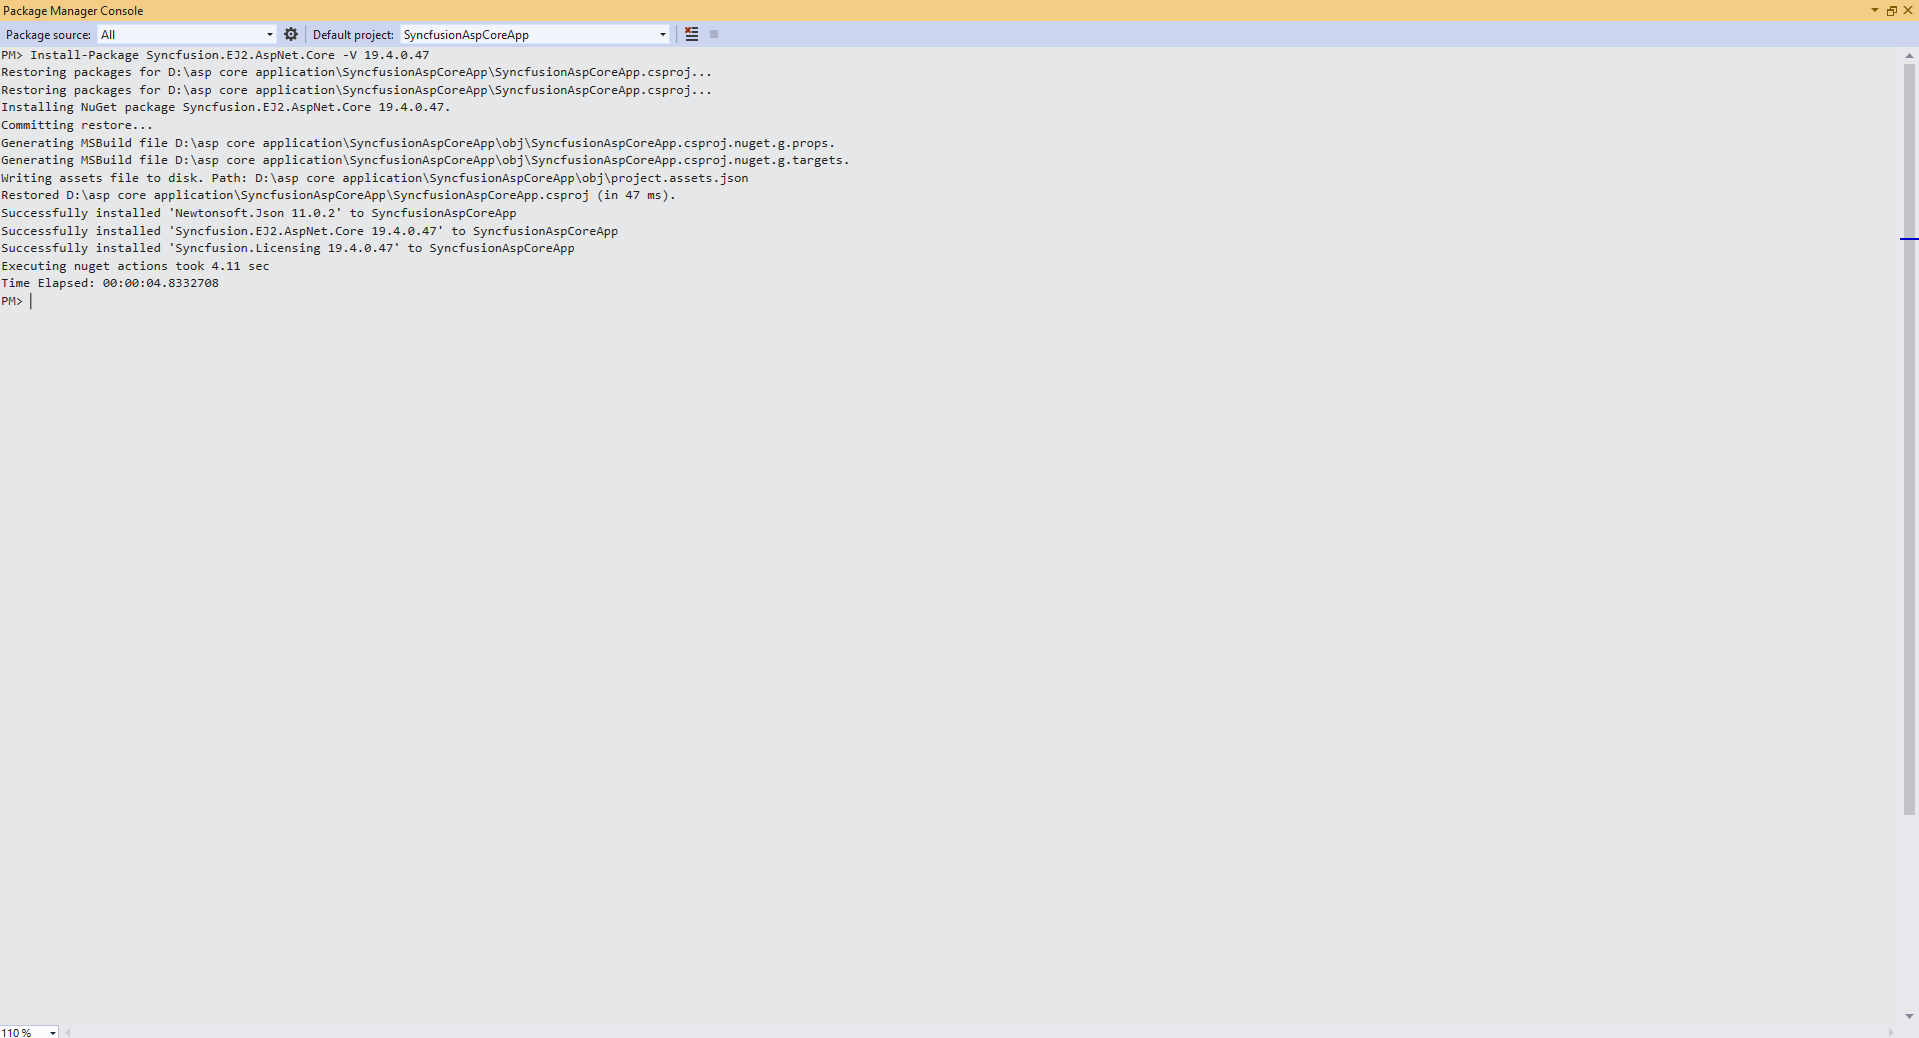 Package Manager Console
Package source: All Default project: SyncfusionAspCoreApp
PM> Install-Package Syncfusion.EJ2.AspNet.Core -V 19.4.0.47
Restoring packages for D:\asp core application\SyncfusionAspCoreApp\SyncfusionAspCoreApp.csproj...
Restoring packages for D:\asp core application\SyncfusionAspCoreApp\SyncfusionAspCoreApp.csproj...
Installing NuGet package Syncfusion.EJ2.AspNet.Core 19.4.0.47.
Committing restore...
Generating MSBuild file D:\asp core application\SyncfusionAspCoreApp\obj\SyncfusionAspCoreApp.csproj.nuget.g.props.
Generating MSBuild file D:\asp core application\SyncfusionAspCoreApp\obj\SyncfusionAspCoreApp.csproj.nuget.g.targets.
Writing assets file to disk. Path: D:\asp core application\SyncfusionAspCoreApp\obj\project.assets.json
Restored D:\asp core application\SyncfusionAspCoreApp\SyncfusionAspCoreApp.csproj (in 47 ms).
Successfully installed 'Newtonsoft.Json 11.0.2' to SyncfusionAspCoreApp
Successfully installed 'Syncfusion.EJ2.AspNet.Core 19.4.0.47' to SyncfusionAspCoreApp
Successfully installed 'Syncfusion.Licensing 19.4.0.47' to SyncfusionAspCoreApp
Executing nuget actions took 4.11 sec
Time Elapsed: 00:00:04.8332708
PM>
110 %